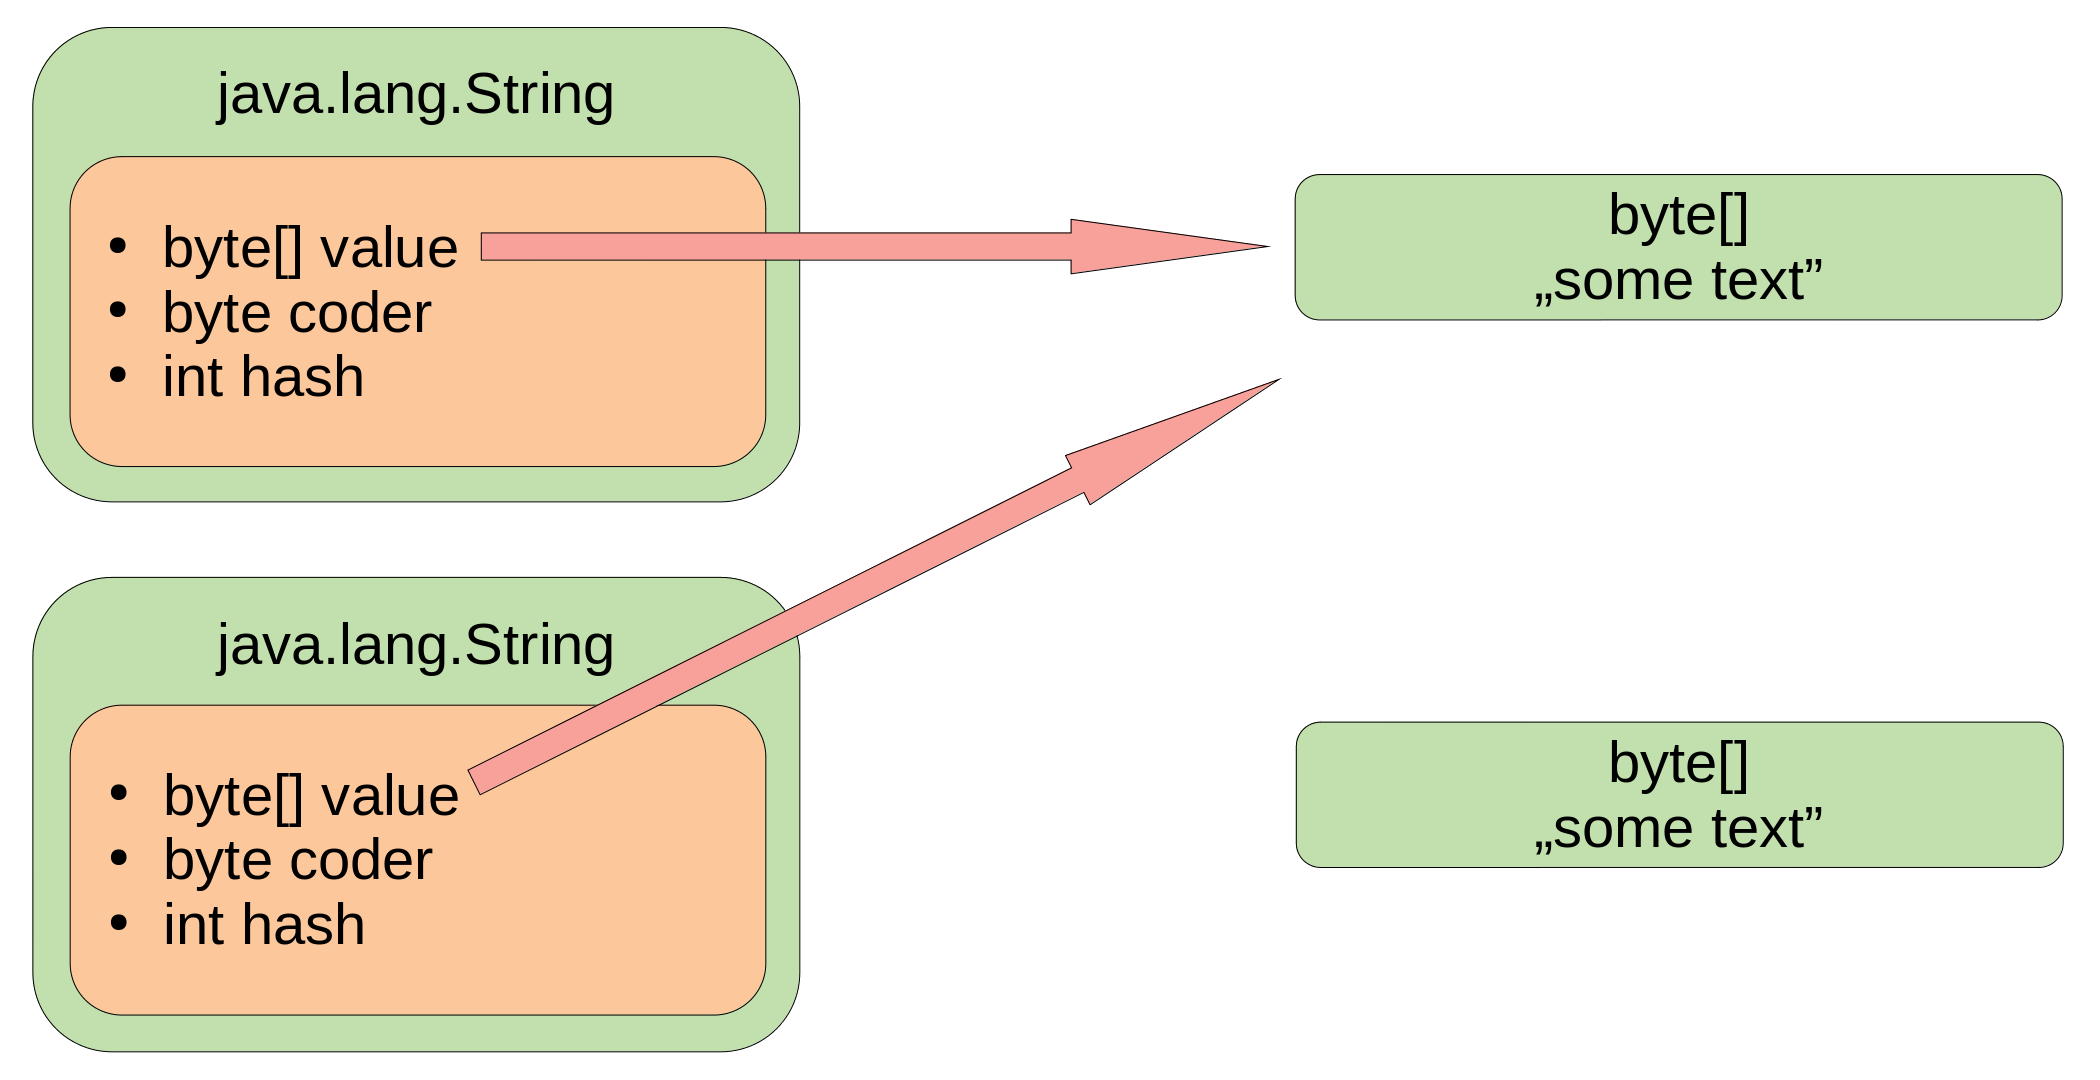 java.lang.String
• byte[] value
• byte coder
• int hash
byte[]
„some text”
java.lang.String
• byte[] value
• byte coder
• int hash
byte[]
„some text”